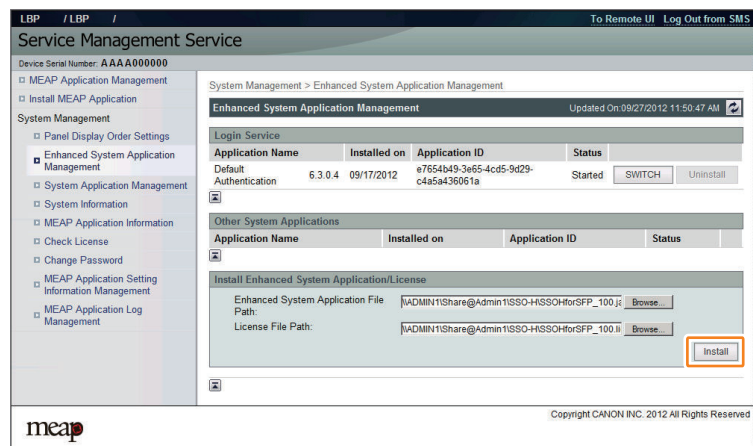 LBP / LBP /
To Remote UI Log Out from SMS
Service Management Service
Device Serial Number: AAAA000000
MEAP Application Management
Install MEAP Application
System Management
Panel Display Order Settings
Enhanced System Application
Management
System Application Management
System Information
MEAP Application Information
Check License
Change Password
MEAP Application Setting
Information Management
MEAP Application Log
Management
System Management > Enhanced System Application Management
Enhanced System Application Management Updated On:09/27/2012 11:50:47 AM
Login Service
Application Name Installed on Application ID Status
Default
Authentication 6.3.0.4 09/17/2012 e7654b49-3e65-4cd5-9d29-
c4a5a436061a Started SWITCH Uninstall
Other System Applications
Application Name Installed on Application ID Status
Install Enhanced System Application/License
Enhanced System Application File
Path: \\ADMIN1\Share@Admin1\SSO-H\SSOHforSFP_100.ja Browse...
License File Path: \\ADMIN1\Share@Admin1\SSO-H\SSOHforSFP_100.li Browse...
Install
Copyright CANON INC. 2012 All Rights Reserved
meap